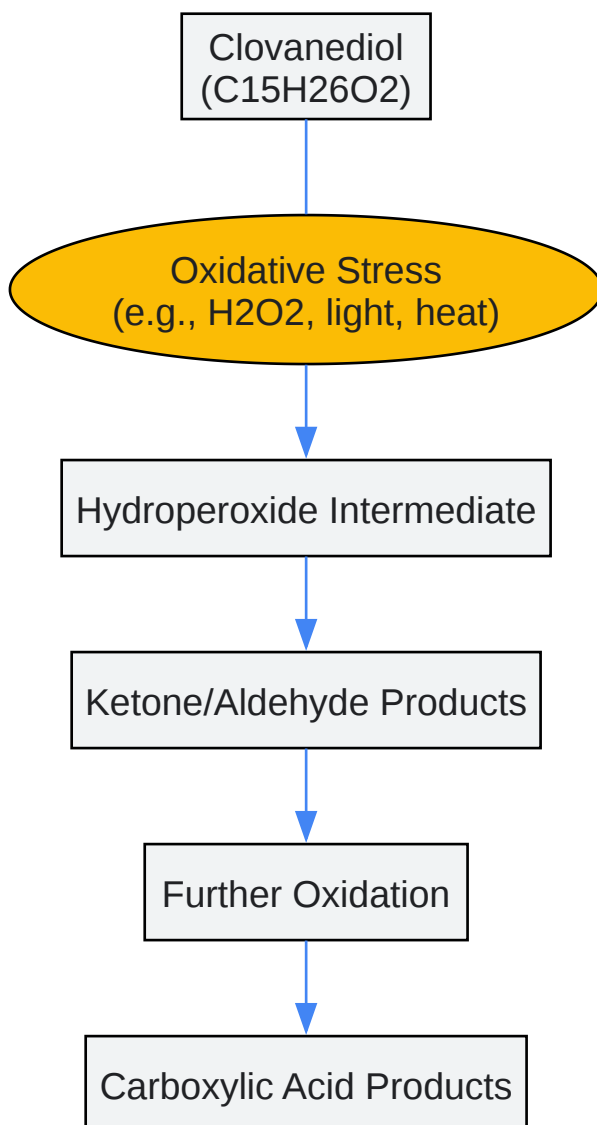 Clovanediol
(C15H26O2)
Oxidative Stress
(e.g., H2O2, light, heat)
Hydroperoxide Intermediate
Ketone/Aldehyde Products
Further Oxidation
Carboxylic Acid Products